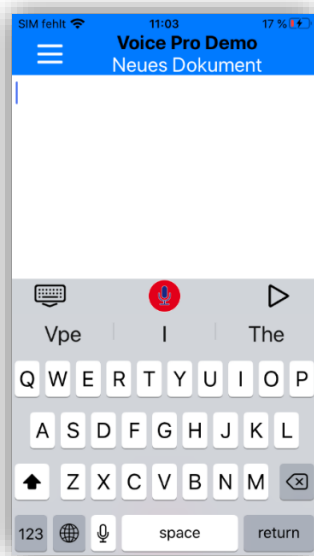 SIM fehlt 11:03 17 %
Voice Pro Demo
Neues Dokument
Vpe I The
Q W E R T Y U I O P
A S D F G H J K L
Z X C V B N M
123 space return